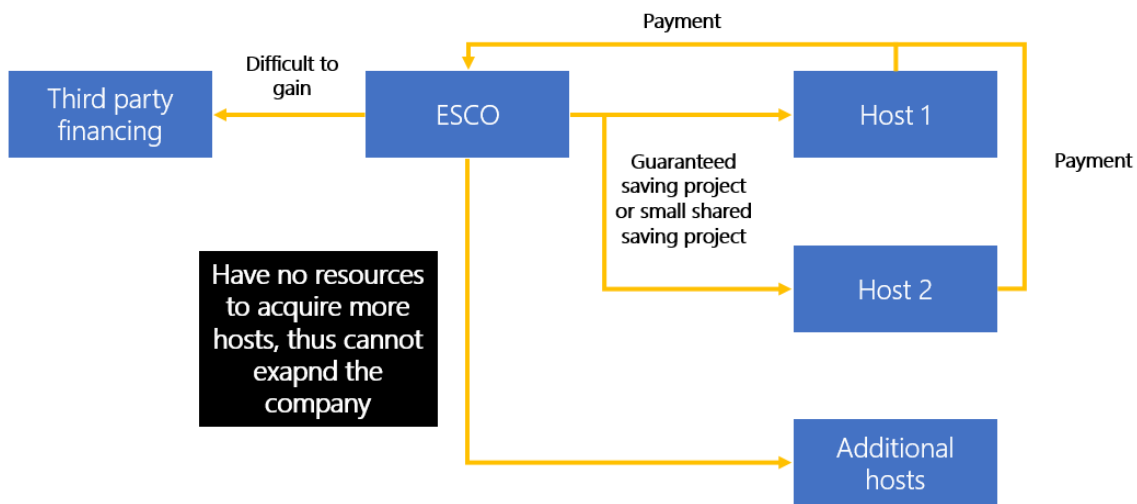 Payment
Difficult to
gain
Third party
financing
ESCO
Host 1
Guaranteed
saving project
or small shared
saving project
Payment
Have no resources
to acquire more
hosts, thus cannot
exapnd the
company
Host 2
Additional
hosts